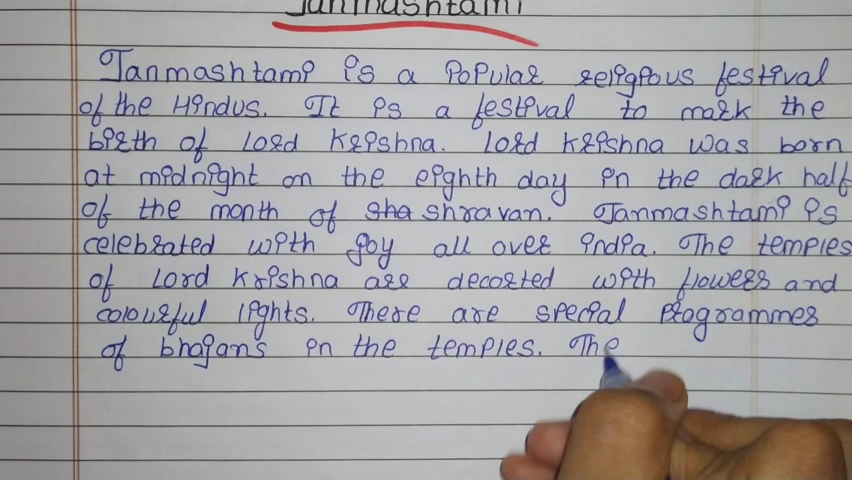 Janmashtami
Janmashtami is a Popular religious festival
of the Hindus. It is a festival to mark the
birth of Lord Krishna. Lord Krishna was born
at midnight on the eighth day in the dark half
of the month of sha shravan. Janmashtami is
celebrated with joy all over india. The temples
of Lord Krishna are decorted with flowers and
colourful lights. There are special Programmes
of bhajans in the temples. The